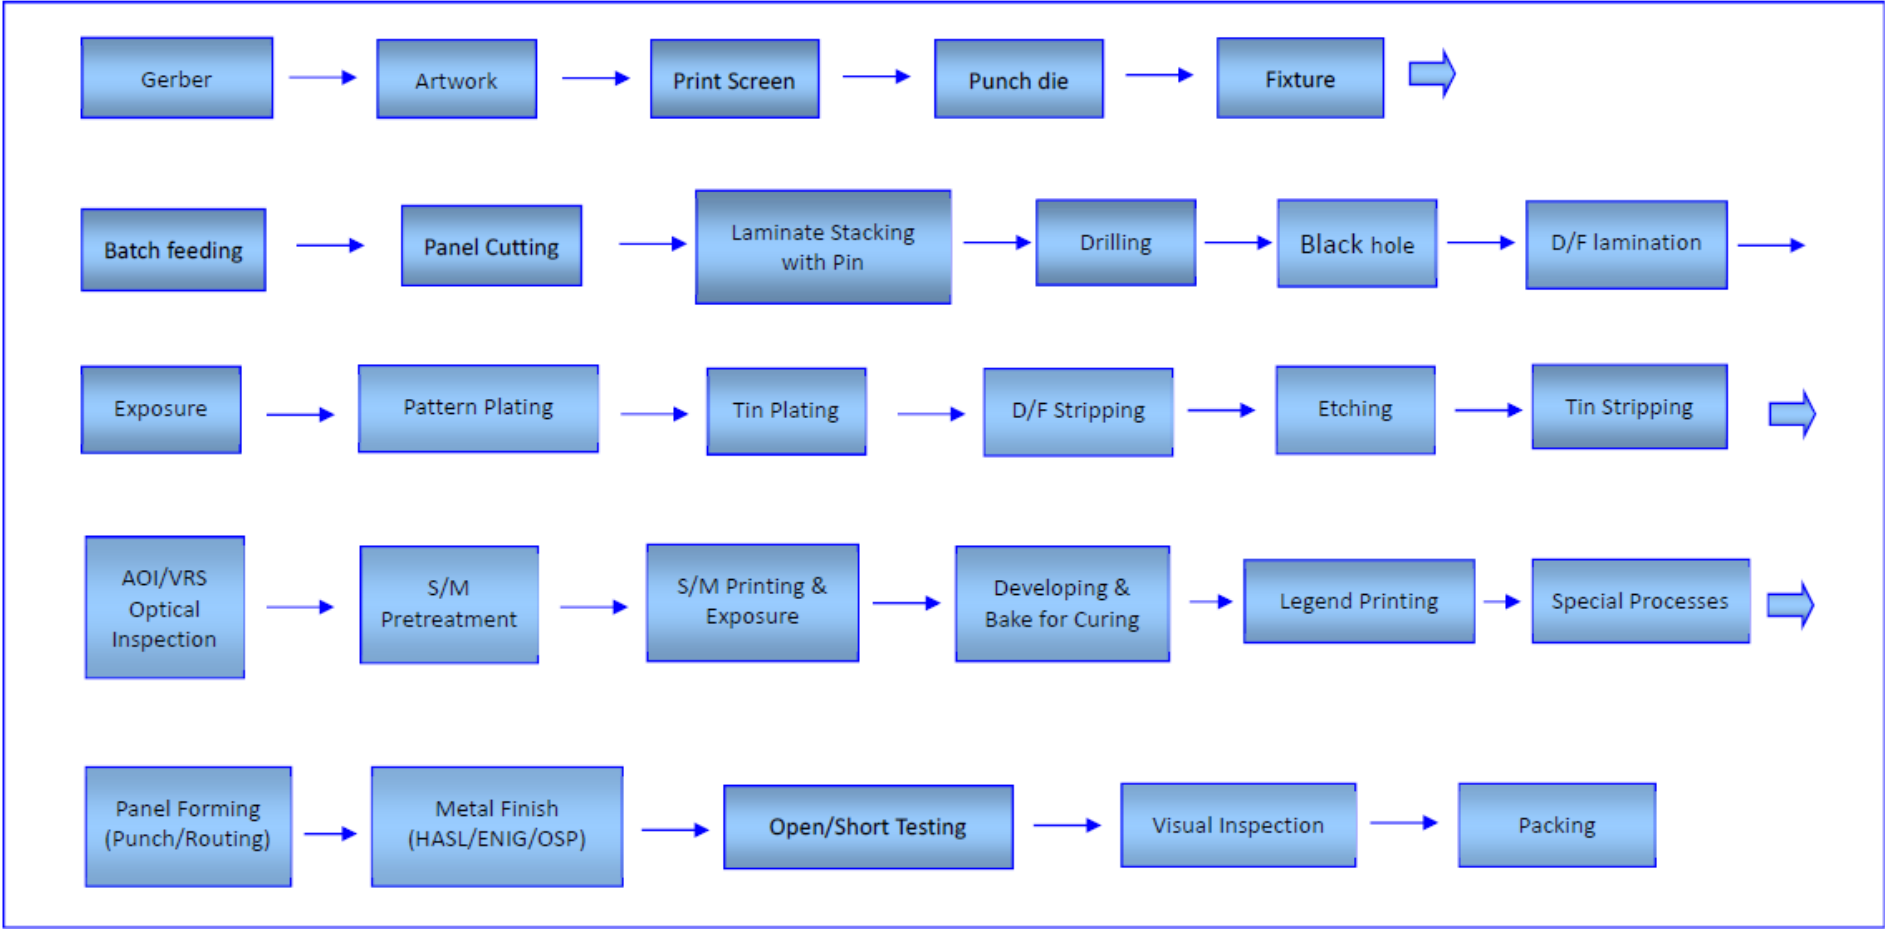 Gerber
Artwork
Print Screen
Punch die
Fixture
Batch feeding
Panel Cutting
Laminate Stacking
with Pin
Drilling
Black hole
D/F lamination
Exposure
Pattern Plating
Tin Plating
D/F Stripping
Etching
Tin Stripping
AOI/VRS
Optical
Inspection
S/M
Pretreatment
S/M Printing &
Exposure
Developing &
Bake for Curing
Legend Printing
Special Processes
Panel Forming
(Punch/Routing)
Metal Finish
(HASL/ENIG/OSP)
Open/Short Testing
Visual Inspection
Packing